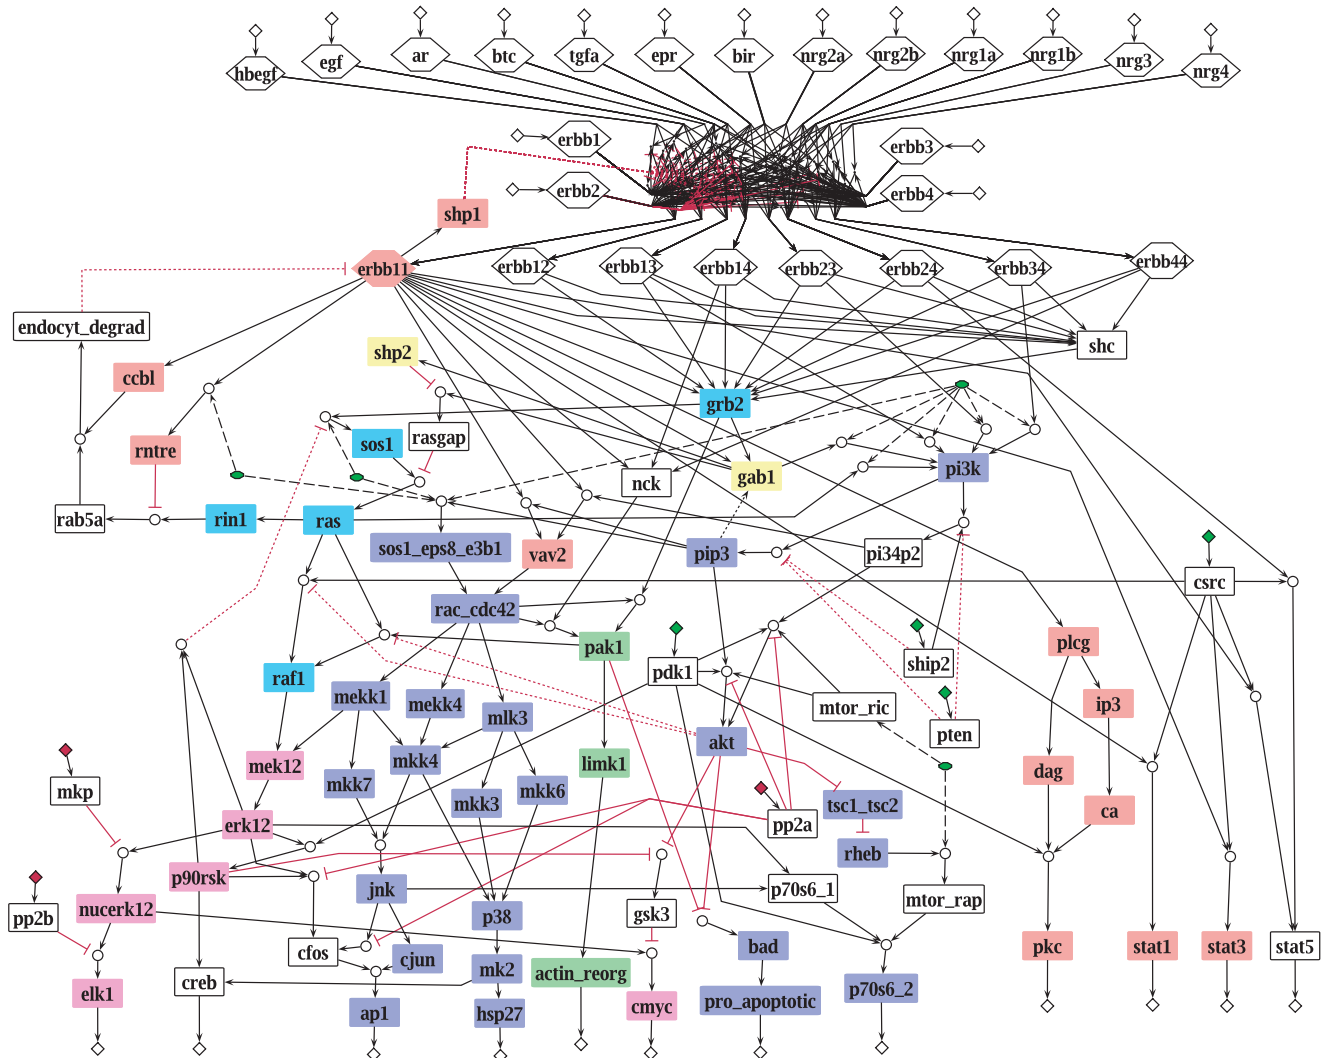 hbegf
egf
ar
btc
tgfa
epr
bir
nrg2a
nrg2b
nrg1a
nrg1b
nrg3
nrg4
erbb1
erbb3
erbb2
erbb4
shp1
erbb11
erbb12
erbb13
erbb14
erbb23
erbb24
erbb34
erbb44
endocyt_degrad
shp2
shc
ccbl
grb2
rntre
sos1
rasgap
pi3k
nck
gab1
rab5a
rin1
ras
sos1_eps8_e3b1
vav2
pip3
pi34p2
csrc
rac_cdc42
pak1
plcg
raf1
pdk1
ship2
mekk1
mekk4
mlk3
mtor_ric
ip3
akt
pten
mek12
mkk4
limk1
dag
mkp
mkk7
mkk3
mkk6
tsc1_tsc2
ca
erk12
pp2a
rheb
p90rsk
jnk
p70s6_1
mtor_rap
nucerk12
pp2b
p38
gsk3
cfos
cjun
bad
pkc
stat1
stat3
stat5
creb
mk2
actin_reorg
p70s6_2
elk1
ap1
hsp27
cmyc
pro_apoptotic